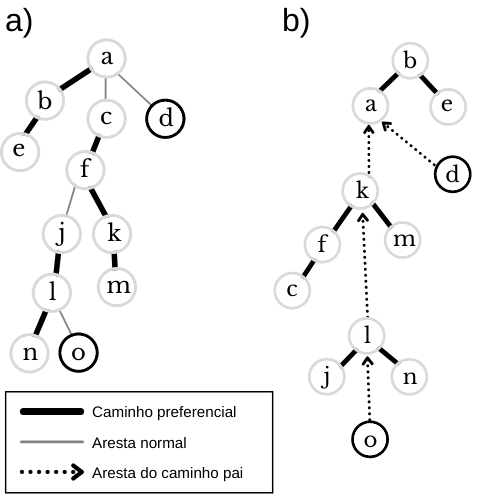 a)
b)
a
b
c
d
e
f
j
k
l
m
n
o
b
a
e
d
k
f
m
c
l
j
n
o
Caminho preferencial
Aresta normal
Aresta do caminho pai